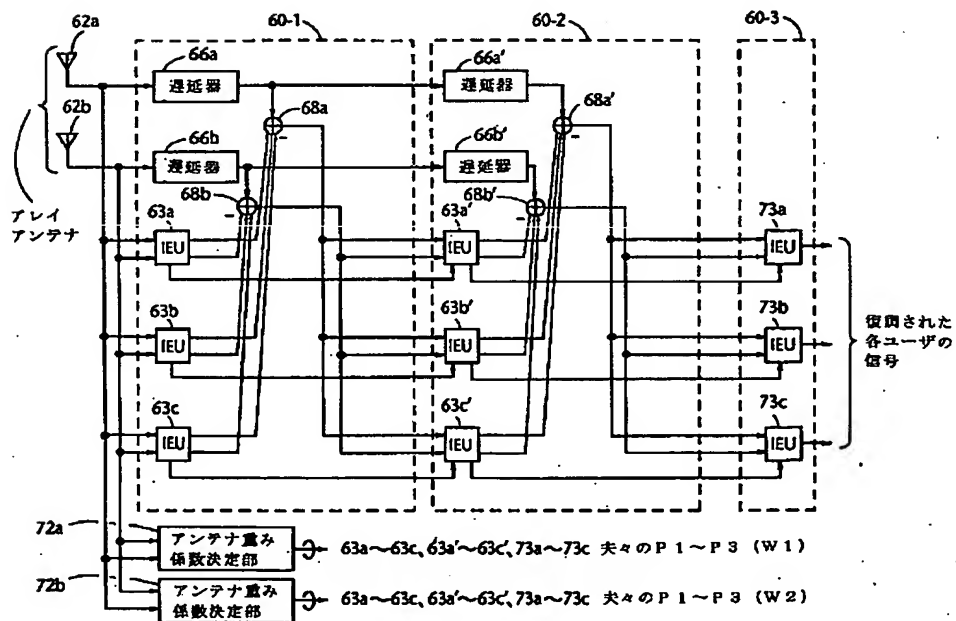 62a
60-1
60-2
60-3
66a
66a′
遅延器
遅延器
68a
68a′
62b
66b
66b′
遅延器
遅延器
68b
68b′
アレイ
アンテナ
63a
IEU
63a′
IEU
73a
IEU
63b
IEU
63b′
IEU
73b
IEU
復調された
各ユーザの
信号
63c
IEU
63c′
IEU
73c
IEU
72a
アンテナ重み
係数決定部
63a～63c、63a′～63c′、73a～73c 夫々のP1～P3 (W1)
72b
アンテナ重み
係数決定部
63a～63c、63a′～63c′、73a～73c 夫々のP1～P3 (W2)